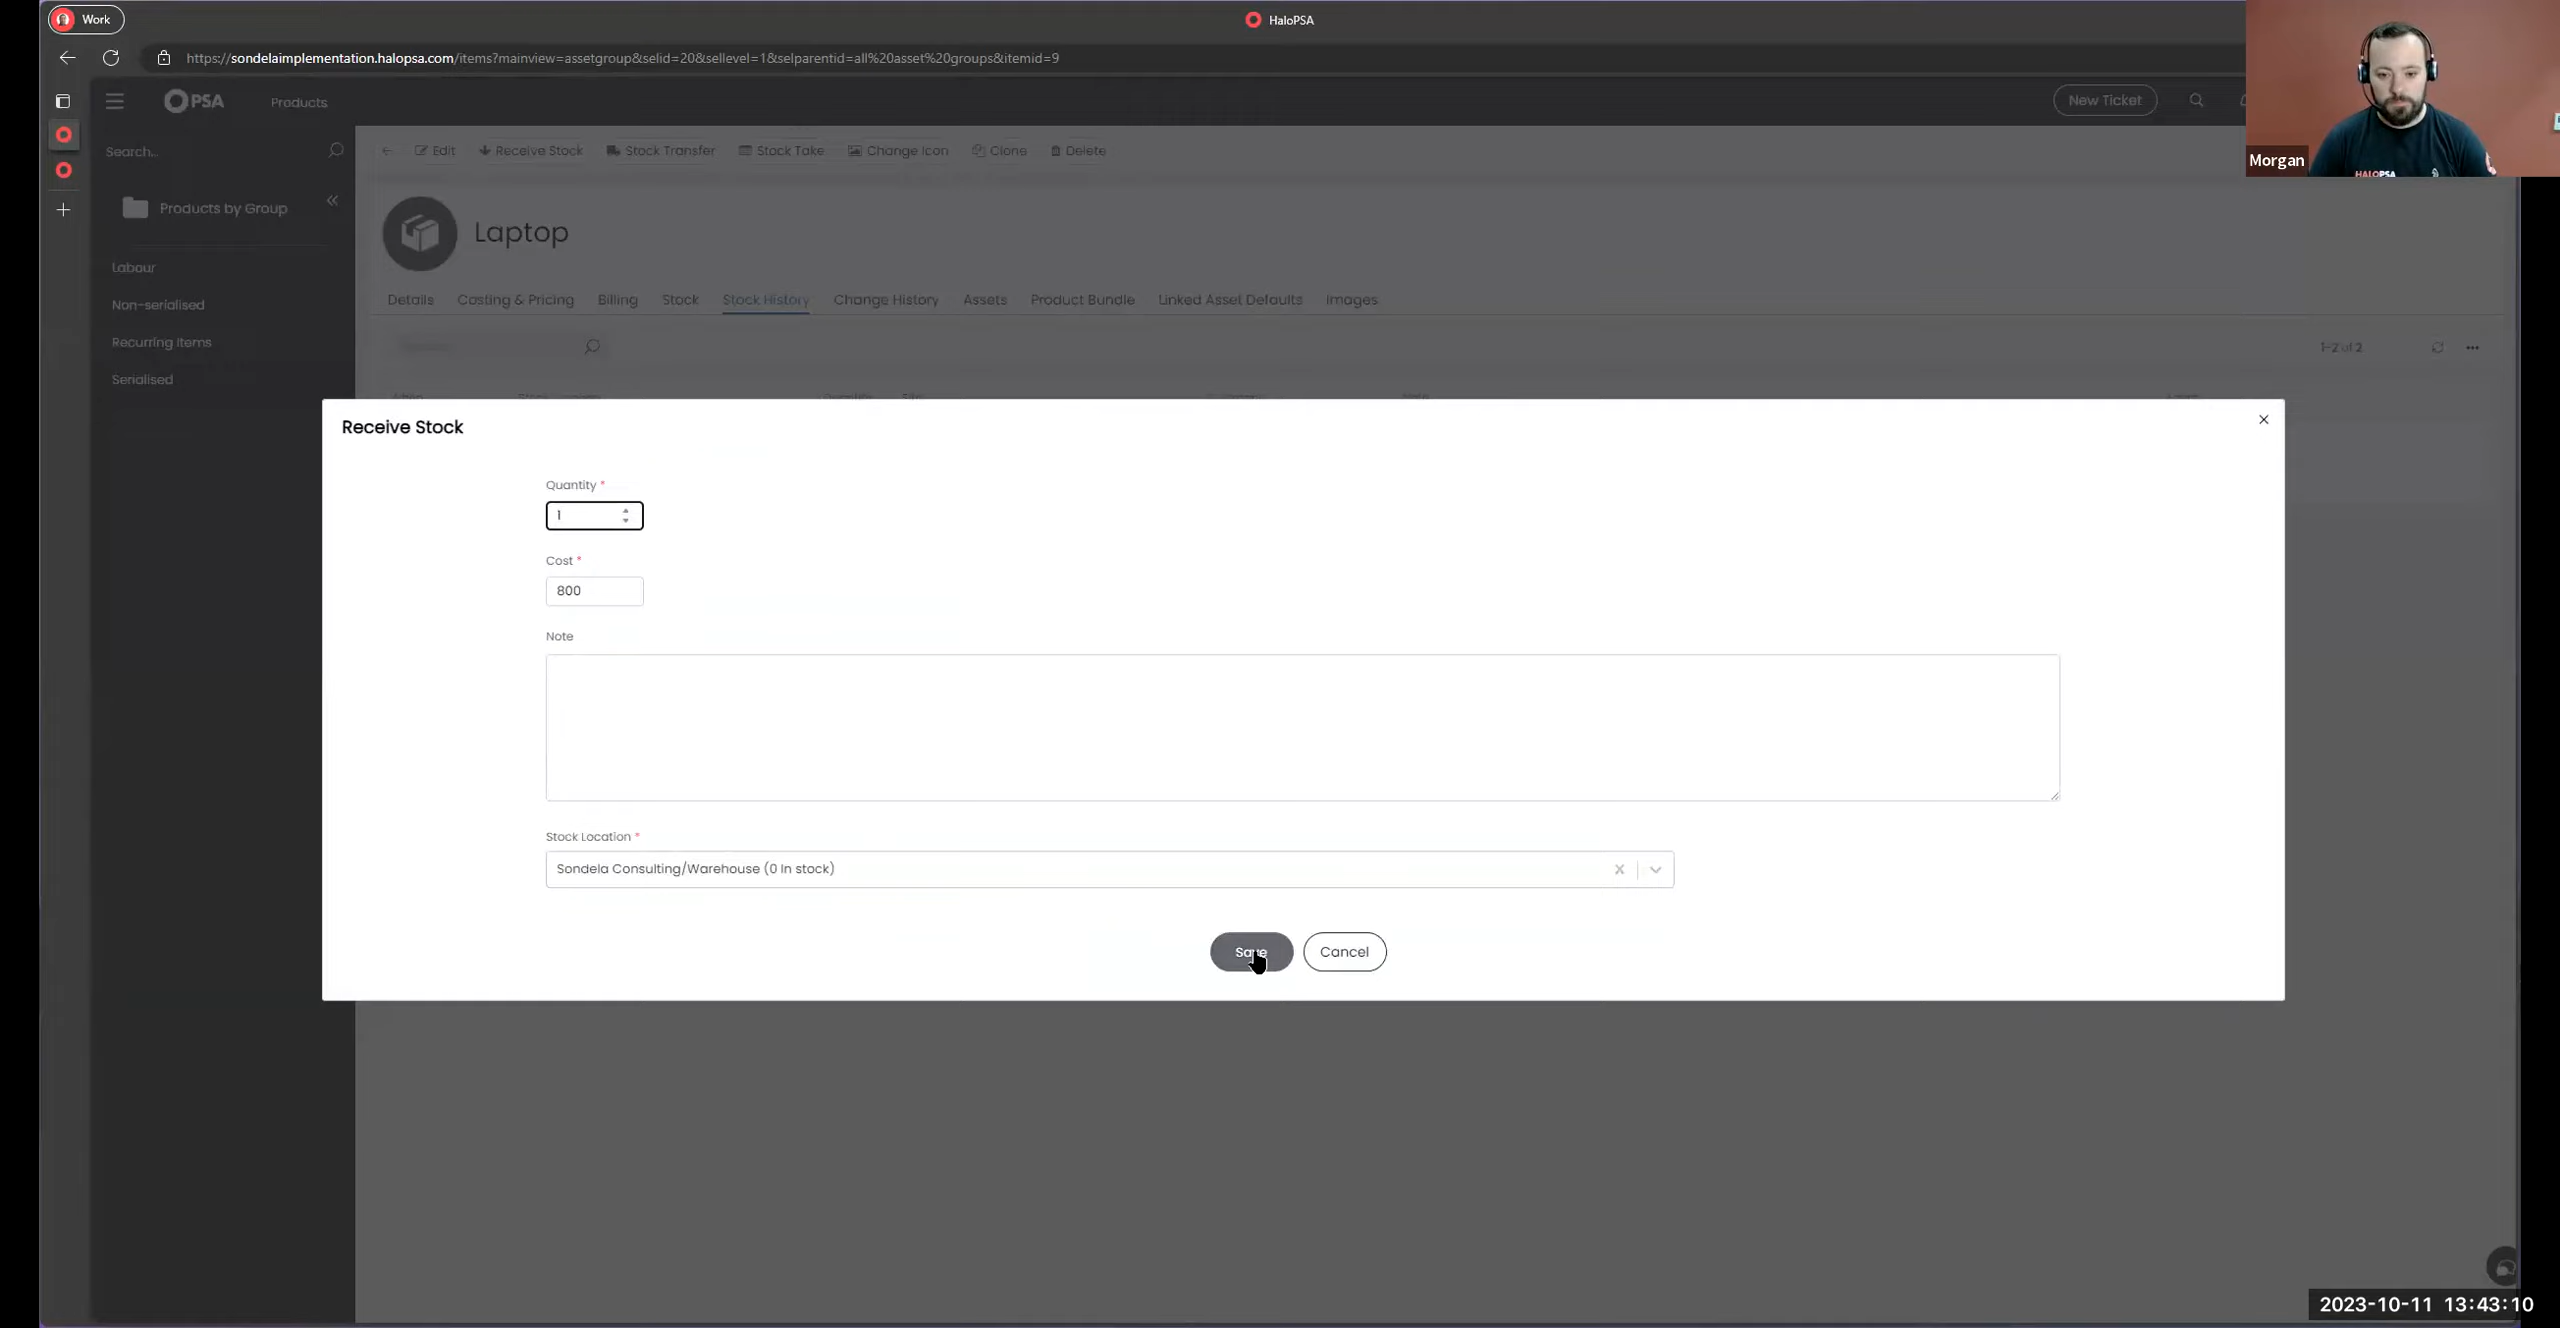 Work
HaloPSA
https://sondelaimplementation.halopsa.com/items?mainview=assetgroup&selid=20&sellevel=1&selparentid=all%20asset%20groups&itemid=9
PSA
Products
New Ticket
Morgan
HALOPSA
Search...
Edit
Receive Stock
Stock Transfer
Stock Take
Change Icon
Clone
Delete
Products by Group
Laptop
Labour
Non-serialised
Recurring Items
Serialised
Details
Costing & Pricing
Billing
Stock
Stock History
Change History
Assets
Product Bundle
Linked Asset Defaults
Images
1-2 of 2
Receive Stock
Quantity *
1
Cost *
800
Note
Stock Location *
Sondela Consulting/Warehouse (0 In stock)
Save
Cancel
2023-10-11 13:43:10